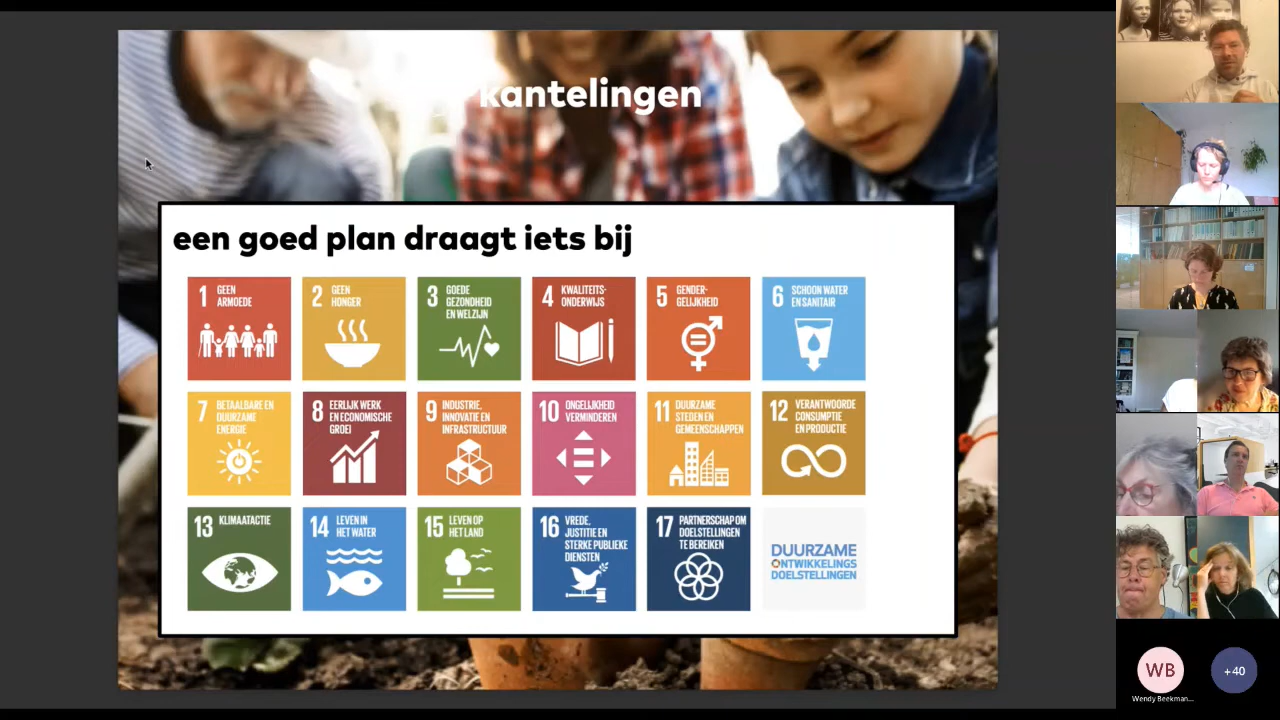 kantelingen
een goed plan draagt iets bij
1 GEEN
ARMOEDE
2 GEEN
HONGER
3 GOEDE
GEZONDHEID
EN WELZIJN
4 KWALITEITS-
ONDERWIJS
5 GENDER-
GELIJKHEID
6 SCHOON WATER
EN SANITAIR
7 BETAALBARE EN
DUURZAME
ENERGIE
8 EERLIJK WERK
EN ECONOMISCHE
GROEI
9 INDUSTRIE,
INNOVATIE EN
INFRASTRUCTUUR
10 ONGELIJKHEID
VERMINDEREN
11 DUURZAME
STEDEN EN
GEMEENSCHAPPEN
12 VERANTWOORDE
CONSUMPTIE
EN PRODUCTIE
13 KLIMAATACTIE
14 LEVEN IN
HET WATER
15 LEVEN OP
HET LAND
16 VREDE,
JUSTITIE EN
STERKE PUBLIEKE
DIENSTEN
17 PARTNERSCHAP OM
DOELSTELLINGEN
TE BEREIKEN
DUURZAME
ONTWIKKELINGS
DOELSTELLINGEN
WB
Wendy Beekman...
+40